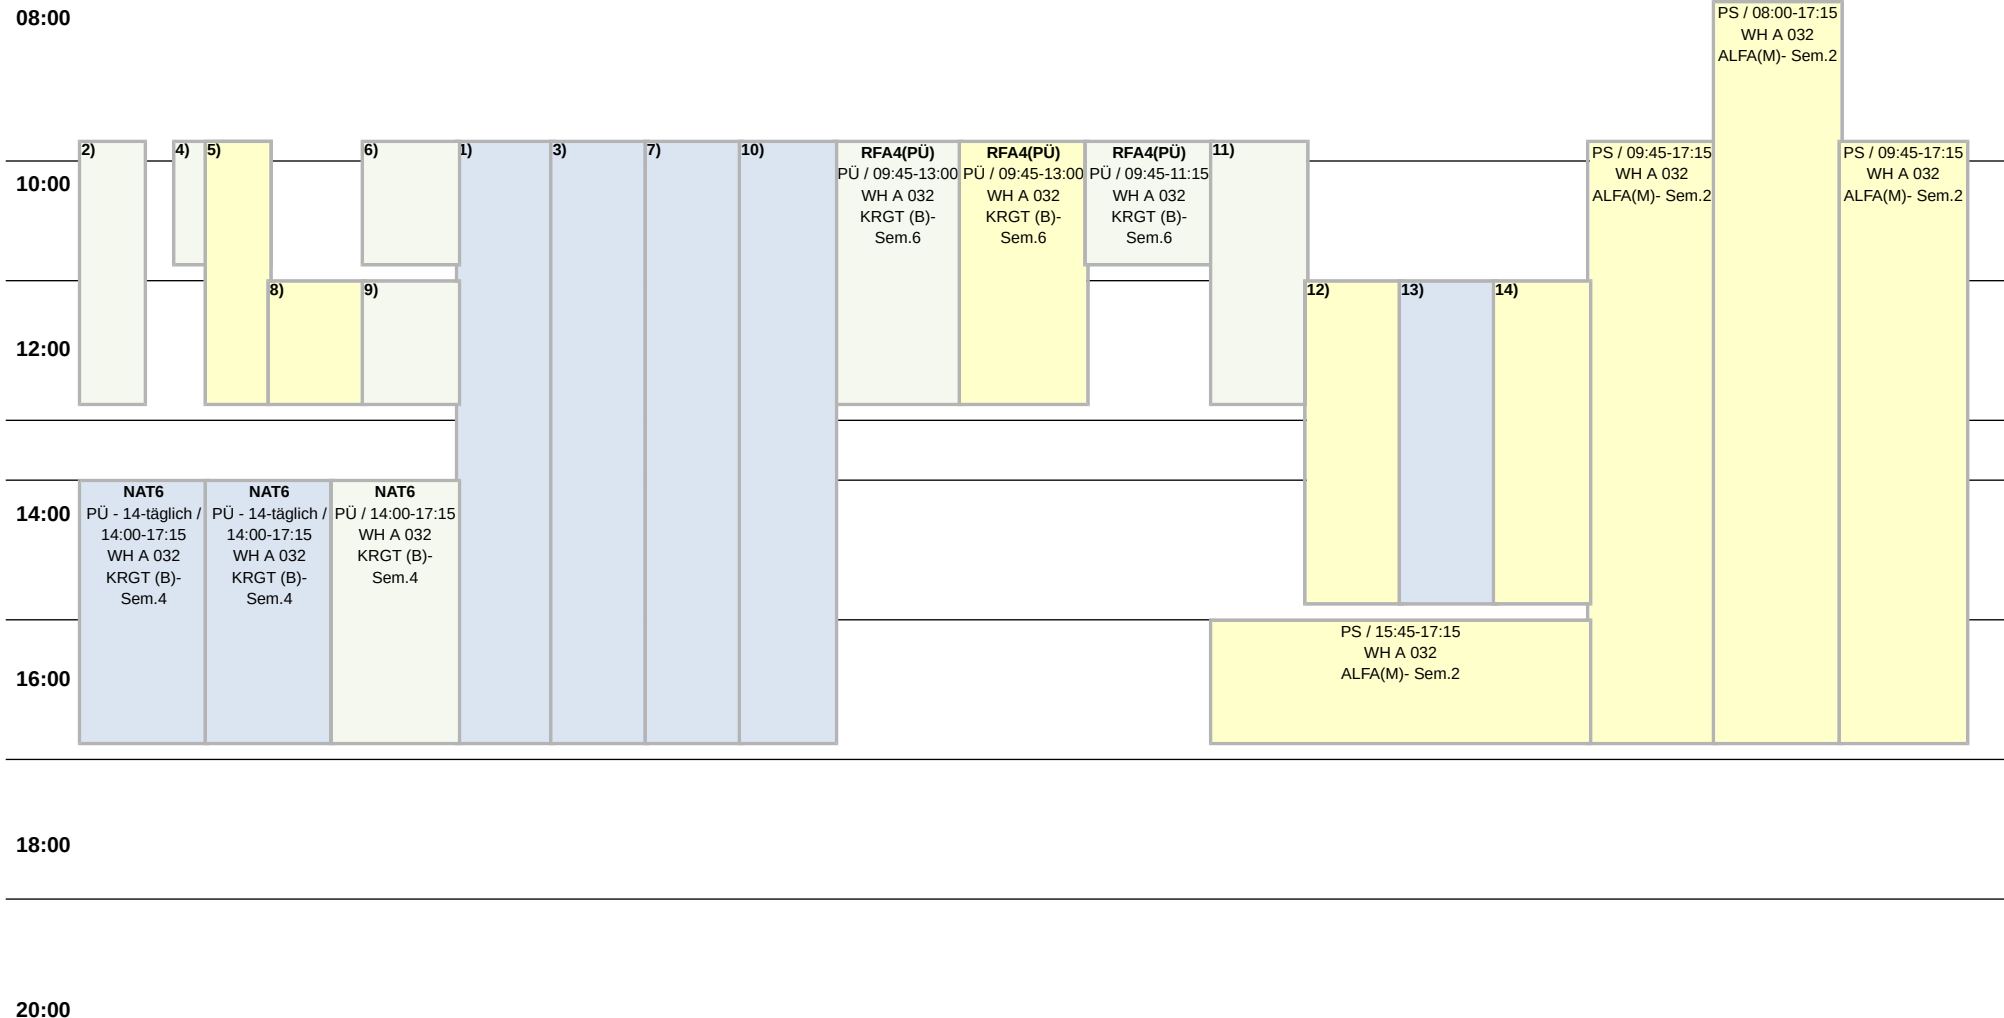 08:00
PS / 08:00-17:15
WH A 032
ALFA(M)- Sem.2
2)
4)
5)
6)
1)
3)
7)
10)
RFA4(PÜ)
PÜ / 09:45-13:00
WH A 032
KRGT (B)-
Sem.6
RFA4(PÜ)
PÜ / 09:45-13:00
WH A 032
KRGT (B)-
Sem.6
RFA4(PÜ)
PÜ / 09:45-11:15
WH A 032
KRGT (B)-
Sem.6
11)
PS / 09:45-17:15
WH A 032
ALFA(M)- Sem.2
PS / 09:45-17:15
WH A 032
ALFA(M)- Sem.2
10:00
8)
9)
12)
13)
14)
12:00
NAT6
PÜ - 14-täglich /
14:00-17:15
WH A 032
KRGT (B)-
Sem.4
NAT6
PÜ - 14-täglich /
14:00-17:15
WH A 032
KRGT (B)-
Sem.4
NAT6
PÜ / 14:00-17:15
WH A 032
KRGT (B)-
Sem.4
14:00
PS / 15:45-17:15
WH A 032
ALFA(M)- Sem.2
16:00
18:00
20:00